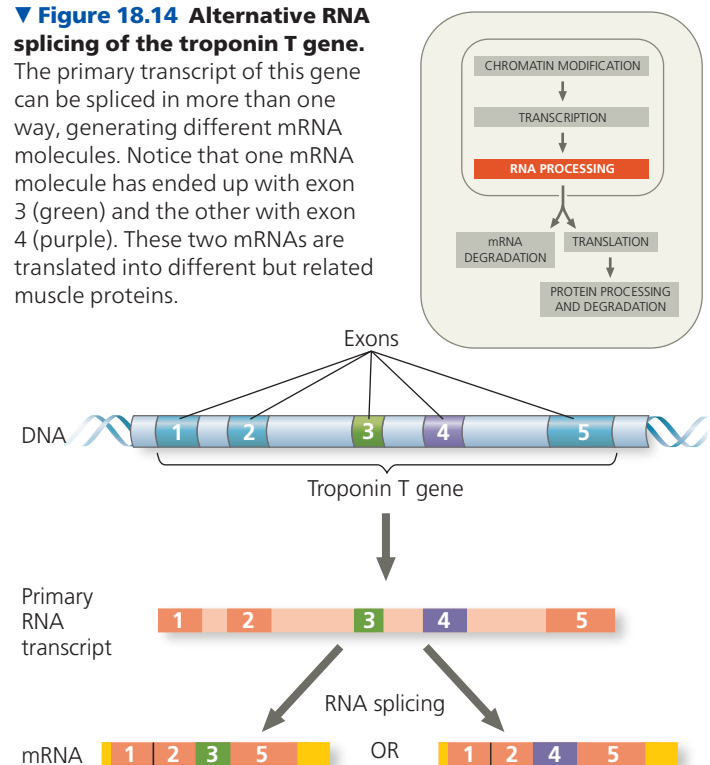 ▼ Figure 18.14 Alternative RNA
splicing of the troponin T gene.
The primary transcript of this gene
can be spliced in more than one
way, generating different mRNA
molecules. Notice that one mRNA
molecule has ended up with exon
3 (green) and the other with exon
4 (purple). These two mRNAs are
translated into different but related
muscle proteins.
CHROMATIN MODIFICATION
TRANSCRIPTION
RNA PROCESSING
mRNA
DEGRADATION
TRANSLATION
PROTEIN PROCESSING
AND DEGRADATION
Exons
DNA
1 2 3 4 5
Troponin T gene
Primary
RNA
transcript
1 2 3 4 5
RNA splicing
mRNA
1 2 3 5
OR
1 2 4 5